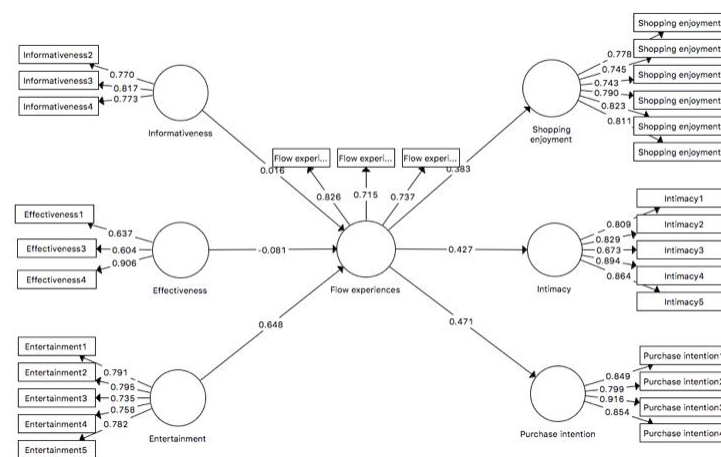 Informativeness2
Informativeness3
Informativeness4
0.770
0.817
0.773
Informativeness
Effectiveness1
Effectiveness3
Effectiveness4
0.637
0.604
0.906
Effectiveness
Entertainment1
Entertainment2
Entertainment3
Entertainment4
Entertainment5
0.791
0.795
0.735
0.758
0.782
Entertainment
0.016
-0.081
0.648
Flow experi...
Flow experi...
Flow experi...
0.826
0.715
0.737
Flow experiences
0.383
0.427
0.471
Shopping
enjoyment
0.778
0.745
0.743
0.790
0.823
0.811
Shopping enjoyment
Shopping enjoyment
Shopping enjoyment
Shopping enjoyment
Shopping enjoyment
Shopping enjoyment
Intimacy
0.809
0.829
0.673
0.894
0.864
Intimacy1
Intimacy2
Intimacy3
Intimacy4
Intimacy5
Purchase intention
0.849
0.799
0.916
0.854
Purchase intention1
Purchase intention2
Purchase intention3
Purchase intention4